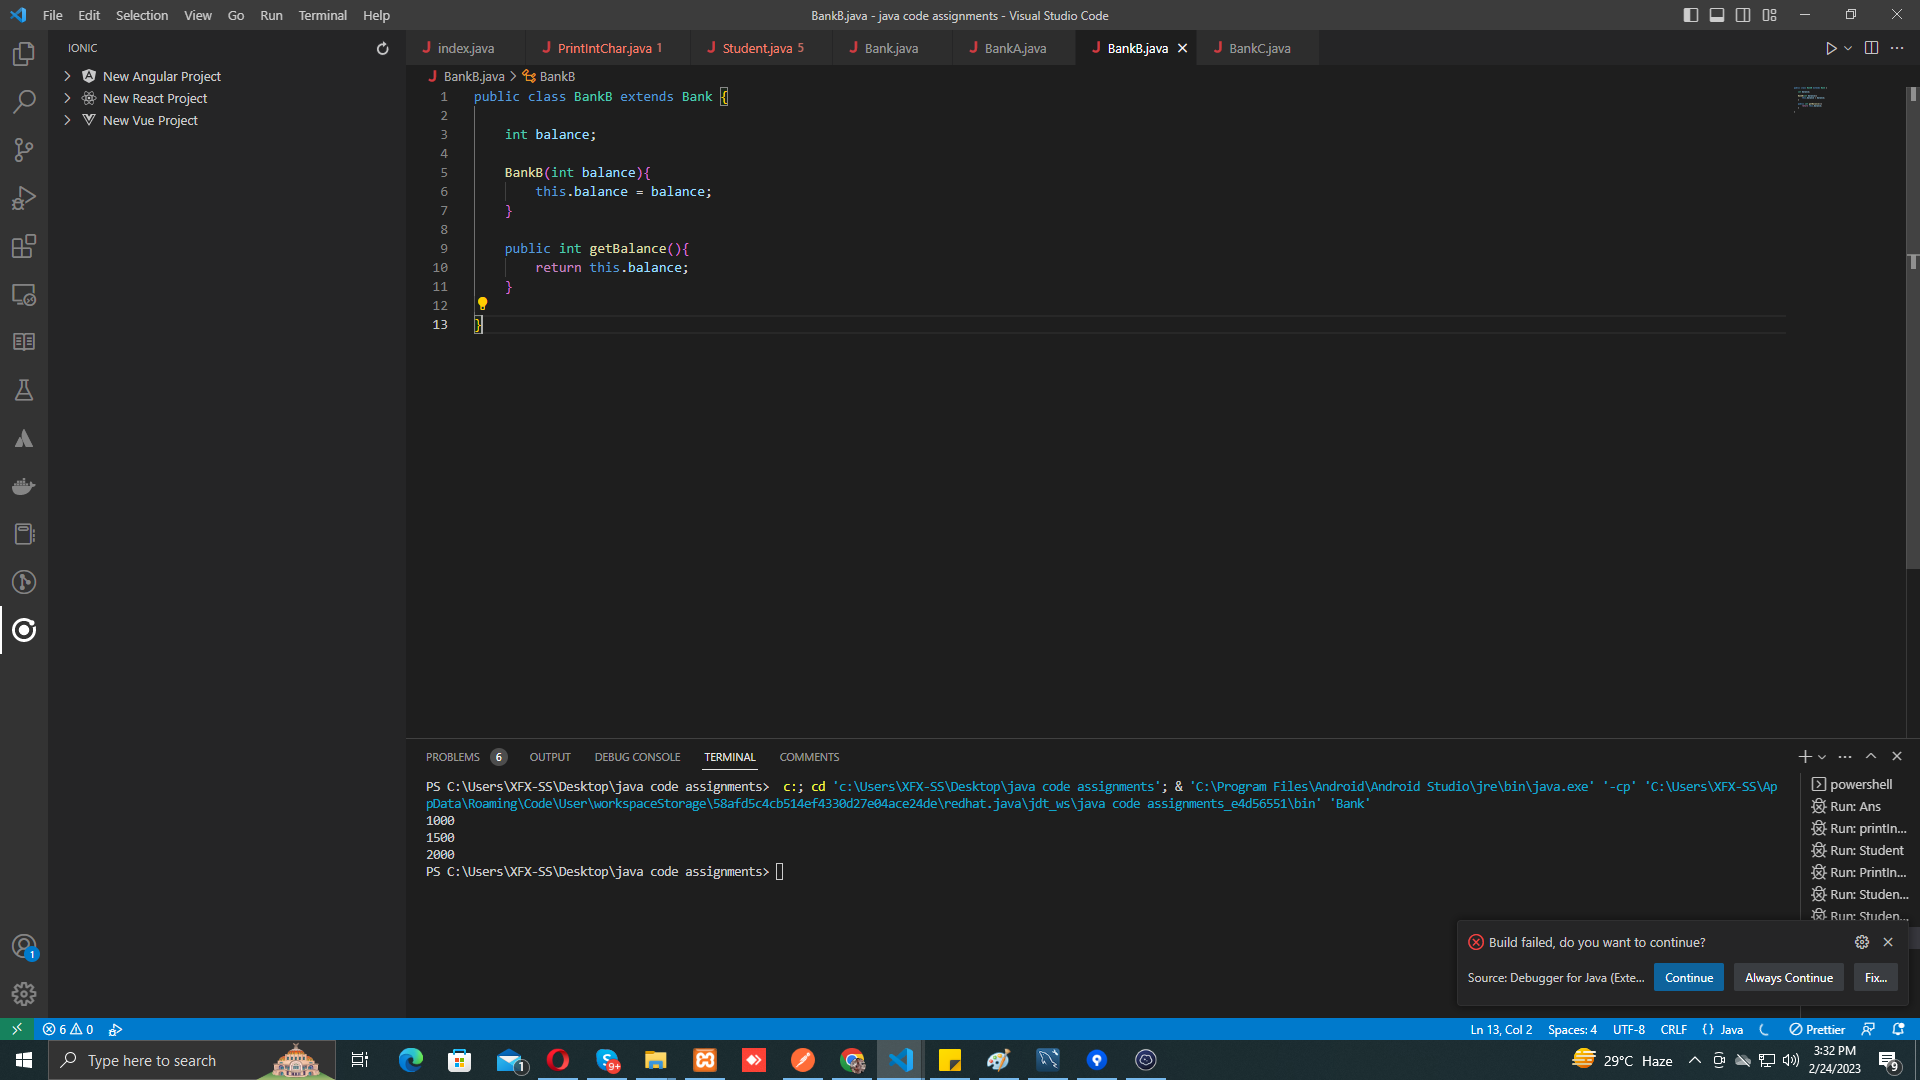 File Edit Selection View Go Run Terminal Help
BankB.java - java code assignments - Visual Studio Code
IONIC
New Angular Project
New React Project
New Vue Project
index.java
PrintIntChar.java 1
Student.java 5
Bank.java
BankA.java
BankB.java
BankC.java
BankB.java > BankB
1 public class BankB extends Bank {
2
3 int balance;
4
5 BankB(int balance){
6 this.balance = balance;
7 }
8
9 public int getBalance(){
10 return this.balance;
11 }
12
13 }
PROBLEMS 6 OUTPUT DEBUG CONSOLE TERMINAL COMMENTS
PS C:\Users\XFX-SS\Desktop\java code assignments> c:; cd 'c:\Users\XFX-SS\Desktop\java code assignments'; & 'C:\Program Files\Android\Android Studio\jre\bin\java.exe' '-cp' 'C:\Users\XFX-SS\Ap
pData\Roaming\Code\User\workspaceStorage\58afd5c4cb514ef4330d27e04ace24de\redhat.java\jdt_ws\java code assignments_e4d56551\bin' 'Bank'
1000
1500
2000
PS C:\Users\XFX-SS\Desktop\java code assignments>
powershell
Run: Ans
Run: println...
Run: Student
Run: PrintIn...
Run: Studen...
Run: Studen...
Build failed, do you want to continue?
Source: Debugger for Java (Exte... Continue Always Continue Fix...
1
6 0
Ln 13, Col 2 Spaces: 4 UTF-8 CRLF {} Java Prettier
Type here to search
1
9+
29°C Haze
3:32 PM
2/24/2023
9